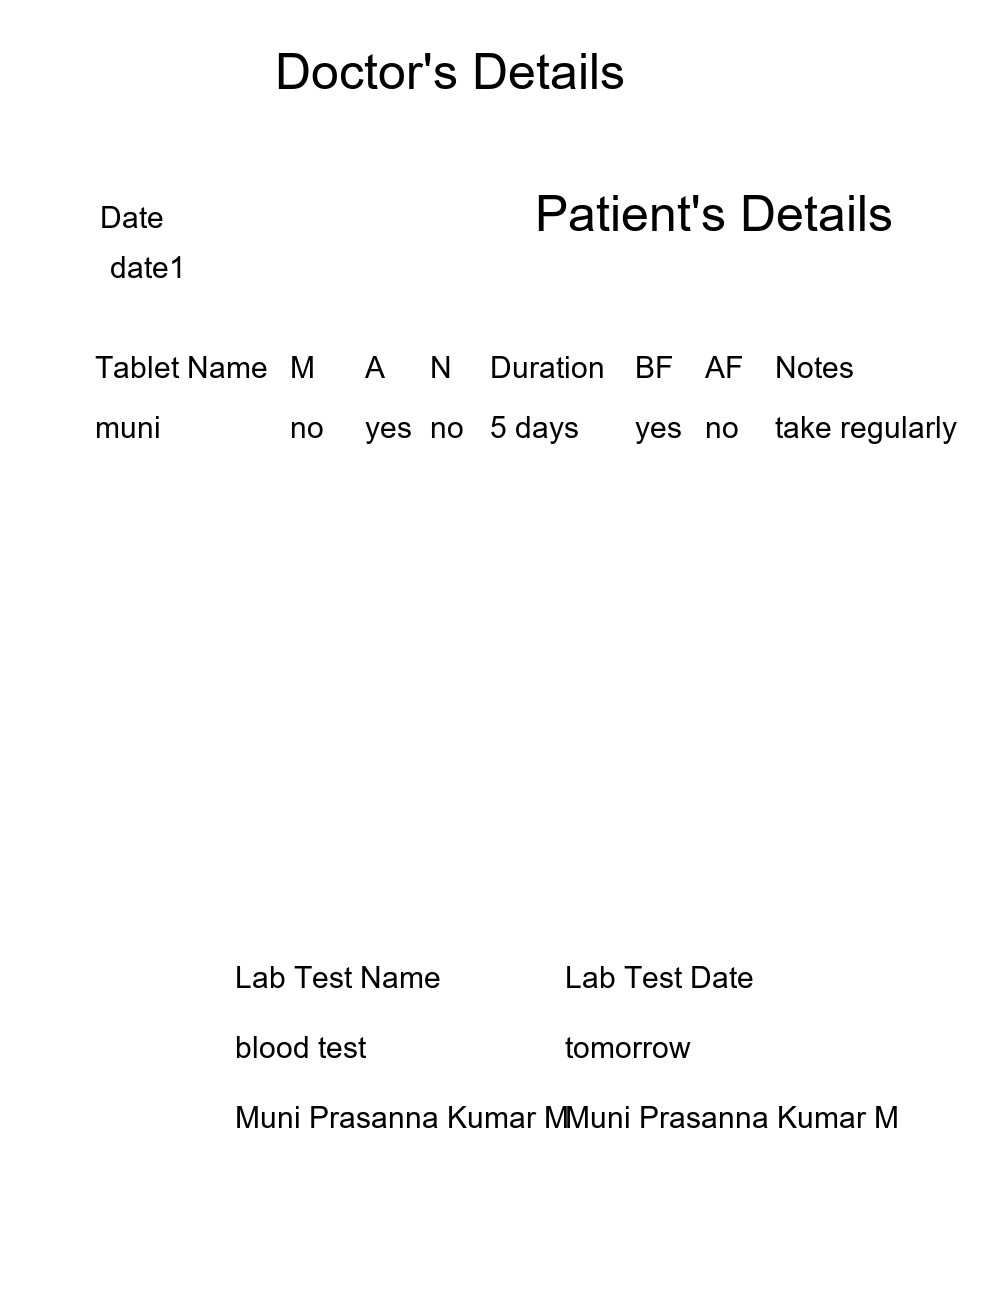 Doctor's Details
Patient's Details
Date
date1
Tablet Name M A N Duration BF AF Notes
muni no yes no 5 days yes no take regularly
Lab Test Name Lab Test Date
blood test tomorrow
Muni Prasanna Kumar M Muni Prasanna Kumar M